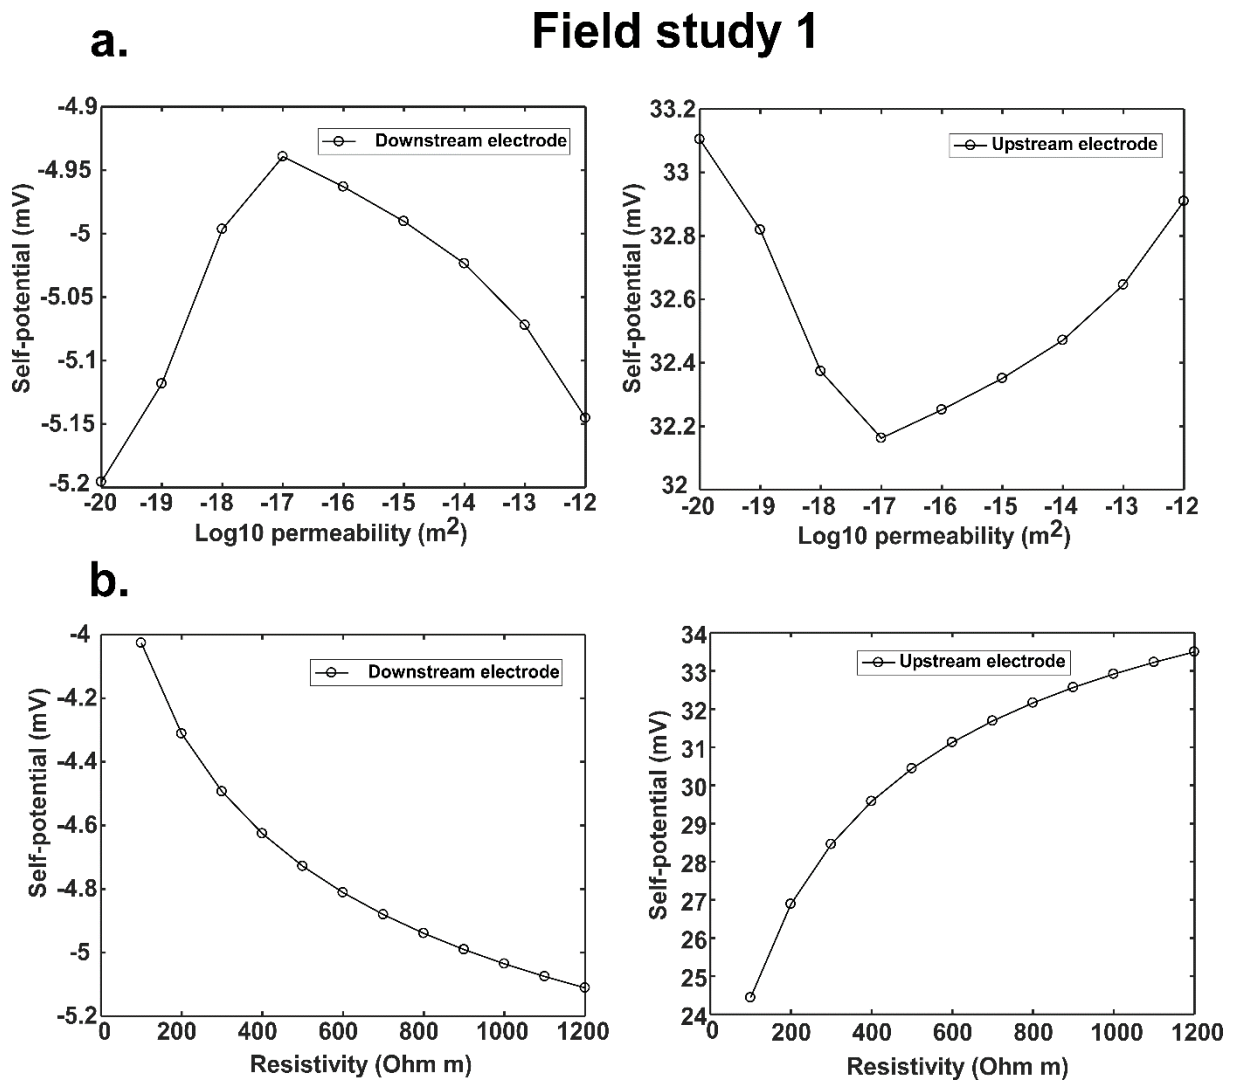 Field study 1
a.
-4.9
-4.95
-5
-5.05
-5.1
-5.15
-5.2
Self-potential (mV)
Downstream electrode
-20 -19 -18 -17 -16 -15 -14 -13 -12
Log10 permeability (m2)
33.2
33
32.8
32.6
32.4
32.2
32
Self-potential (mV)
Upstream electrode
-20 -19 -18 -17 -16 -15 -14 -13 -12
Log10 permeability (m2)
b.
-4
-4.2
-4.4
-4.6
-4.8
-5
-5.2
Self-potential (mV)
Downstream electrode
0 200 400 600 800 1000 1200
Resistivity (Ohm m)
34
33
32
31
30
29
28
27
26
25
24
Self-potential (mV)
Upstream electrode
0 200 400 600 800 1000 1200
Resistivity (Ohm m)